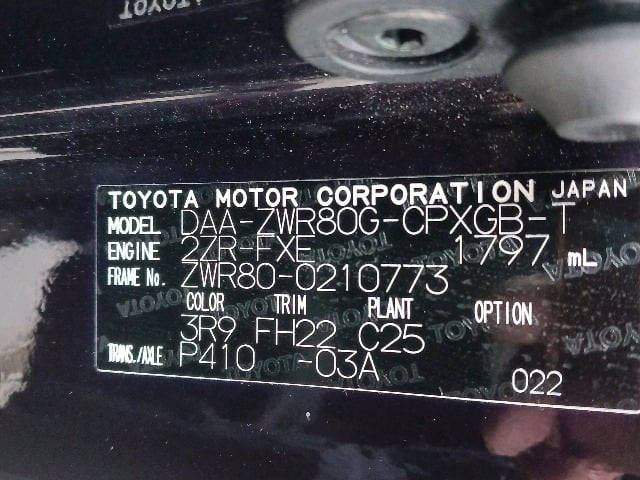 TOYOTA MOTOR CORPORATION JAPAN
MODEL DAA-ZWR80G-CPXGB-T
ENGINE 2ZR-FXE 1797 mL
FRAME No. ZWR80-0210773
COLOR TRIM PLANT OPTION
3R9 FH22 C25
TRANS./AXLE P410 -03A
022